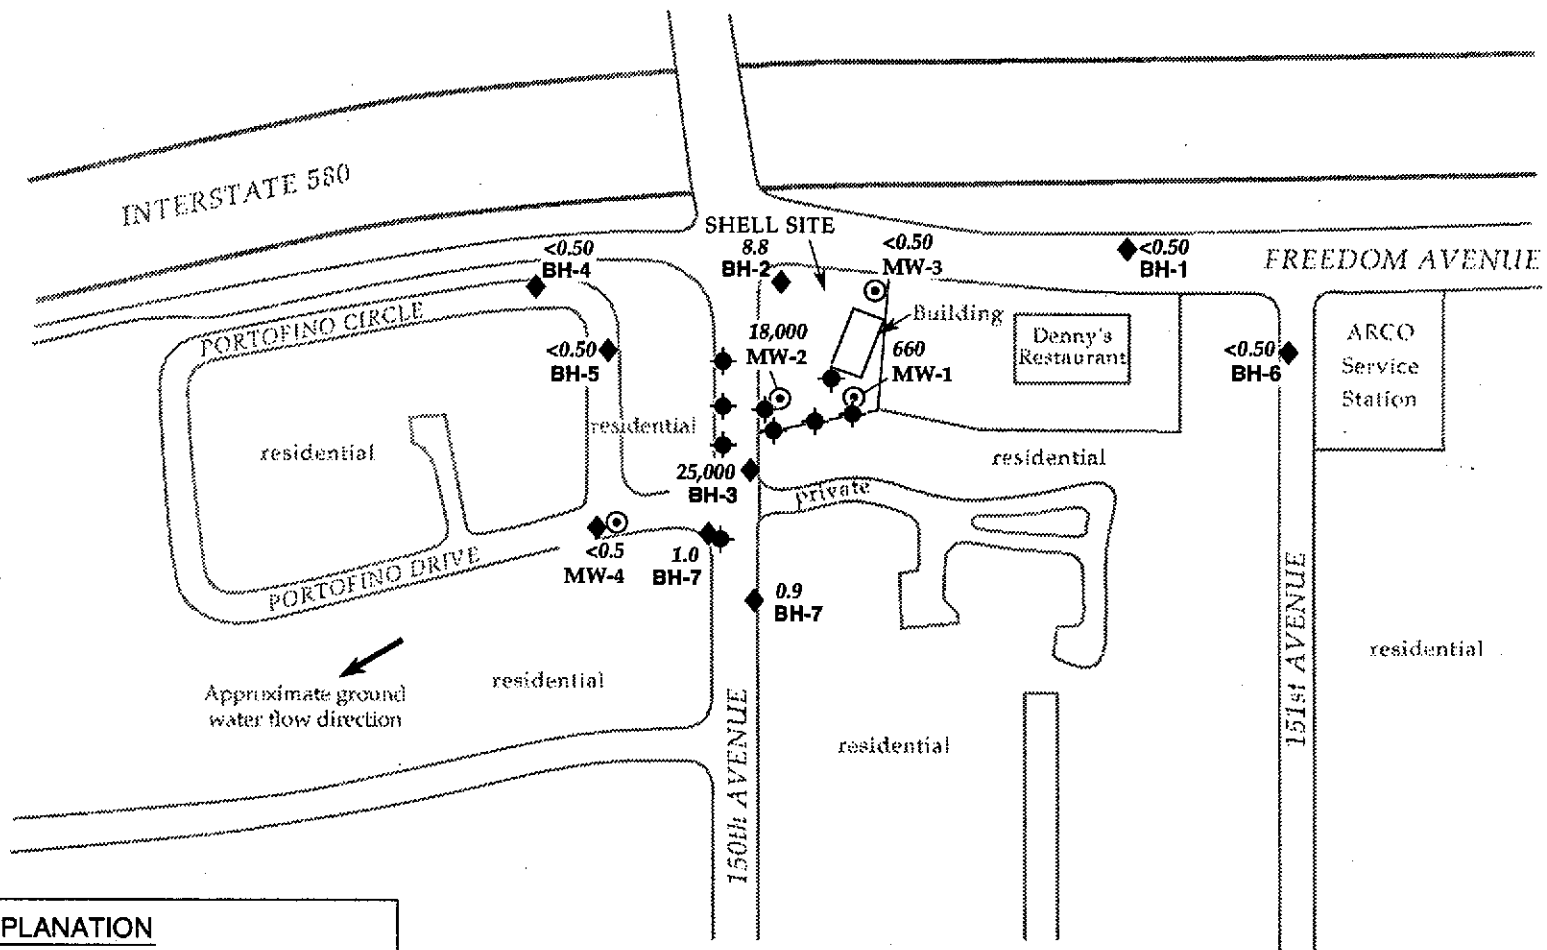 INTERSTATE 580
SHELL SITE
<0.50
BH-4
8.8
BH-2
<0.50
MW-3
<0.50
BH-1
FREEDOM AVENUE
PORTOFINO CIRCLE
Building
18,000
MW-2
660
MW-1
Denny's
Restaurant
<0.50
BH-5
<0.50
BH-6
ARCO
Service
Station
residential
residential
residential
25,000
BH-3
private
<0.5
MW-4
1.0
BH-7
PORTOFINO DRIVE
0.9
BH-7
residential
residential
Approximate ground
water flow direction
residential
150th AVENUE
151st AVENUE
PLANATION